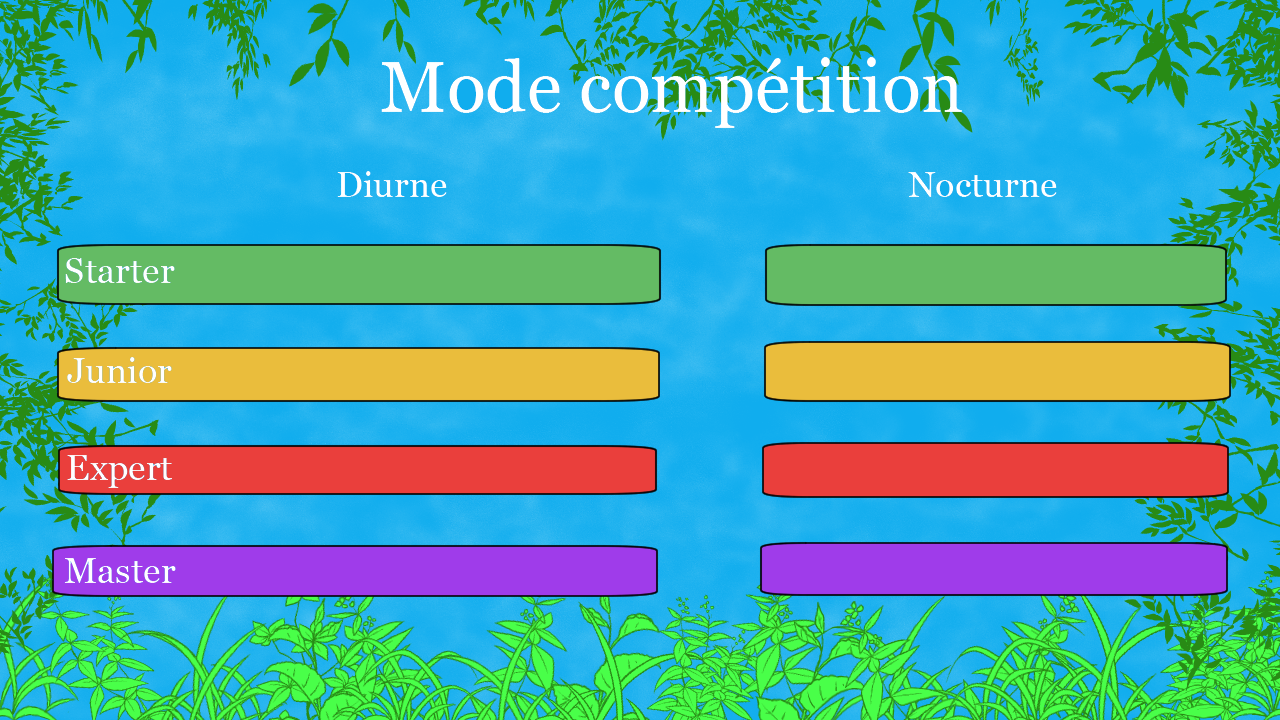 Mode compétition
Diurne
Nocturne
Starter
Junior
Expert
Master